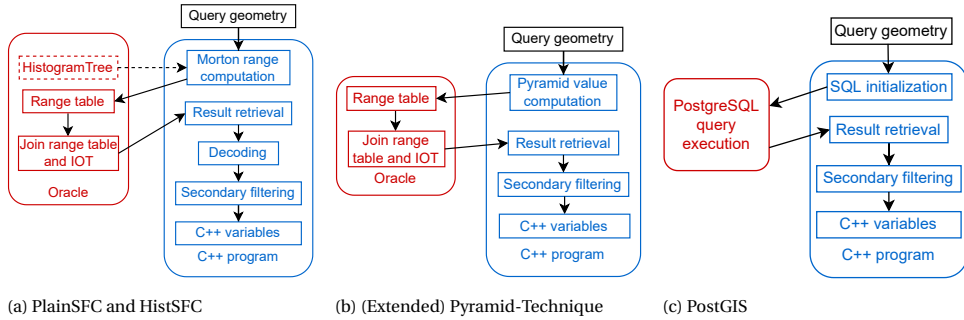 Query geometry
HistogramTree
Morton range
computation
Range table
Result retrieval
Join range
table and IOT
Decoding
Oracle
Secondary filtering
C++ variables
C++ program
(a) PlainSFC and HistSFC
Query geometry
Pyramid value
computation
Range table
Join range
table and IOT
Oracle
Result retrieval
Secondary filtering
C++ variables
C++ program
(b) (Extended) Pyramid-Technique
Query geometry
SQL initialization
PostgreSQL
query
execution
Result retrieval
Secondary filtering
C++ variables
C++ program
(c) PostGIS